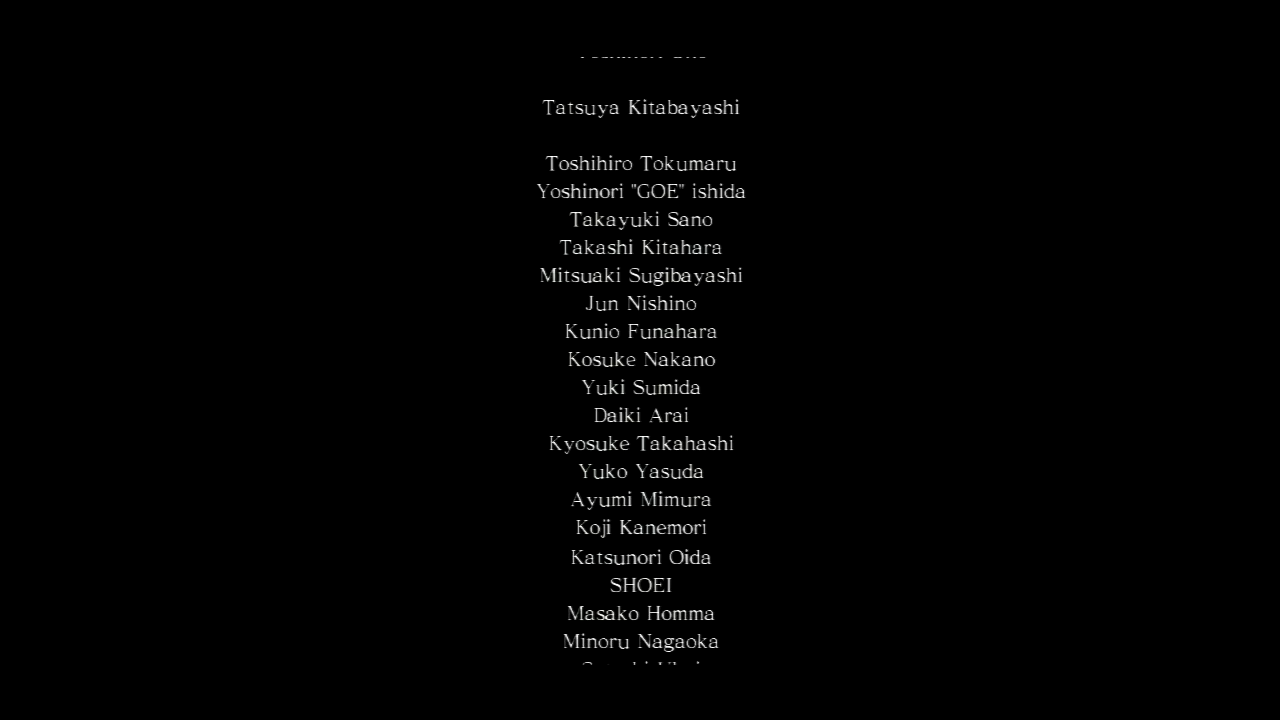 Tatsuya Kitabayashi
Toshihiro Tokumaru
Yoshinori "GOE" ishida
Takayuki Sano
Takashi Kitahara
Mitsuaki Sugibayashi
Jun Nishino
Kunio Funahara
Kosuke Nakano
Yuki Sumida
Daiki Arai
Kyosuke Takahashi
Yuko Yasuda
Ayumi Mimura
Koji Kanemori
Katsunori Oida
SHOEI
Masako Homma
Minoru Nagaoka